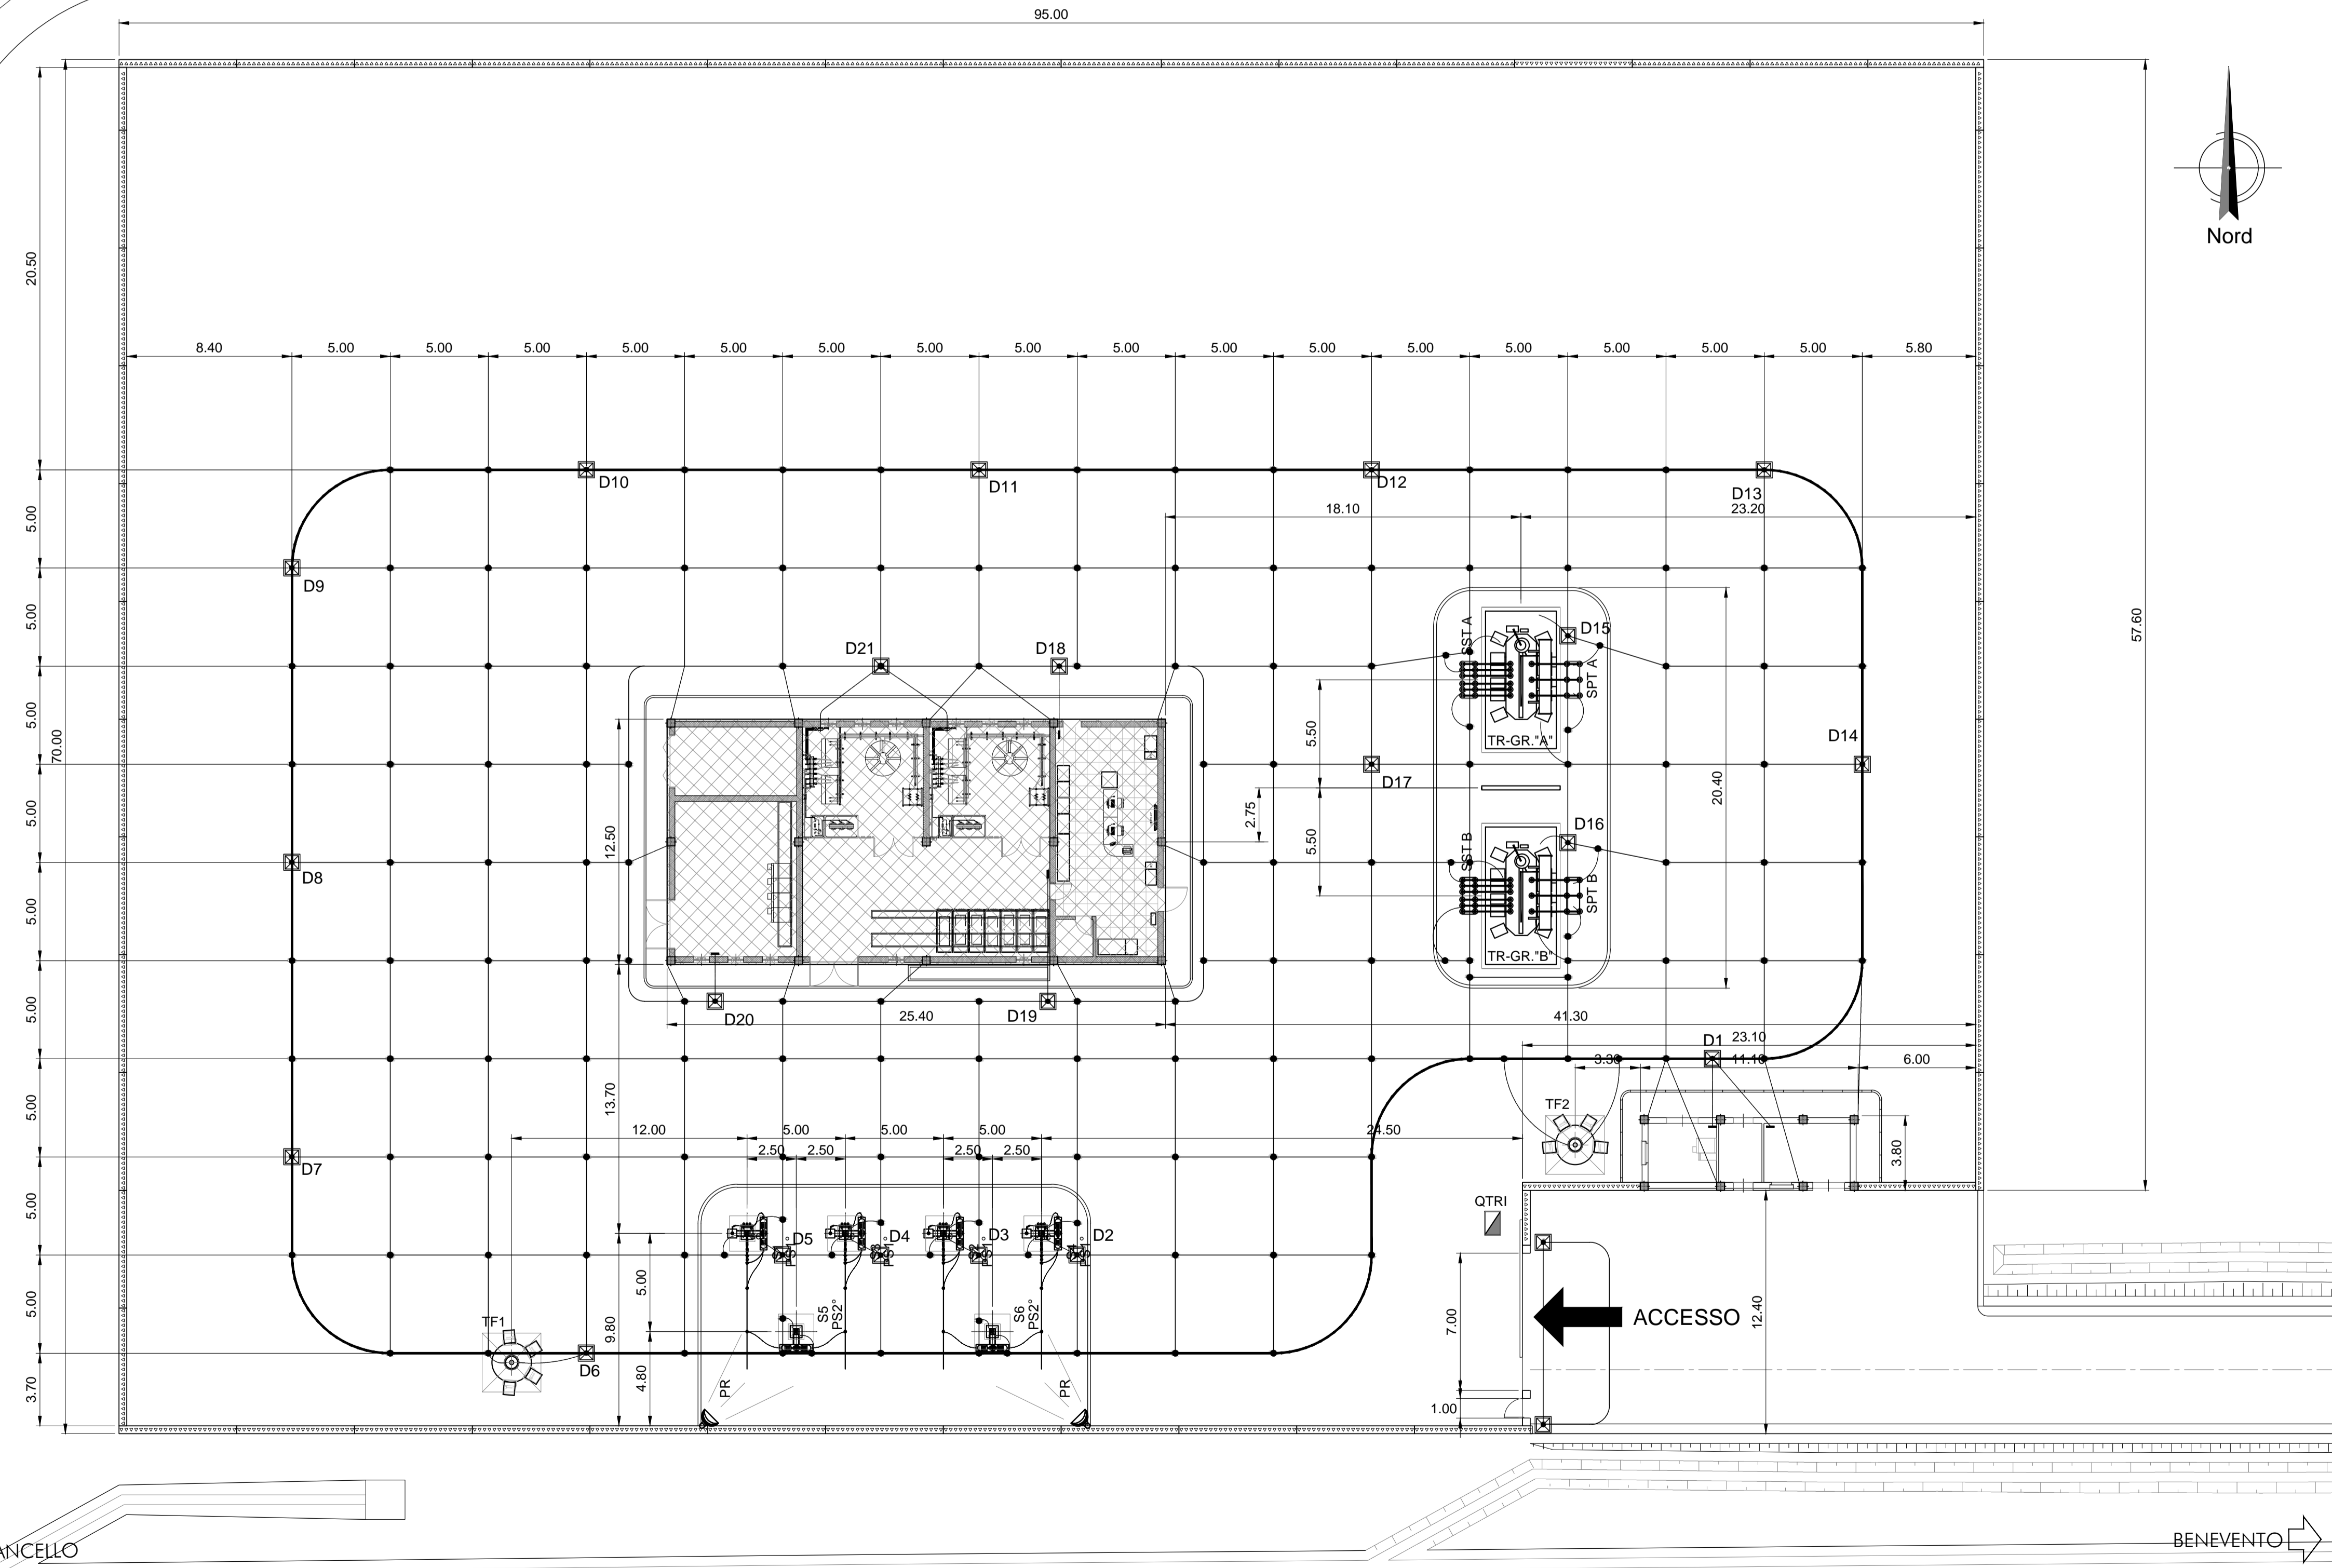 95.00
Nord
20.50
8.40 5.00 5.00 5.00 5.00 5.00 5.00 5.00 5.00 5.00 5.00 5.00 5.00 5.00 5.00 5.00 5.00 5.80
D10
D11
D12
D13
18.10
23.20
5.00
D9
5.00
57.60
D21
D18
SST A
D15
SPT A
5.00
70.00
5.50
TR-GR."A"
D14
D17
20.40
5.00
12.50
2.75
5.50
D16
SST B
D8
SPT B
5.00
TR-GR."B"
D20
25.40
D19
41.30
5.00
D1
23.10
3.30
11.10
6.00
13.70
5.00
TF2
12.00
5.00
5.00
5.00
24.50
2.50
2.50
2.50
2.50
3.80
D7
QTRI
5.00
D5
D4
D3
D2
5.00
S5
PS2°
S6
PS2°
7.00
ACCESSO
12.40
5.00
TF1
9.80
D6
4.80
PR
PR
3.70
1.00
ANCELLO
BENEVENTO